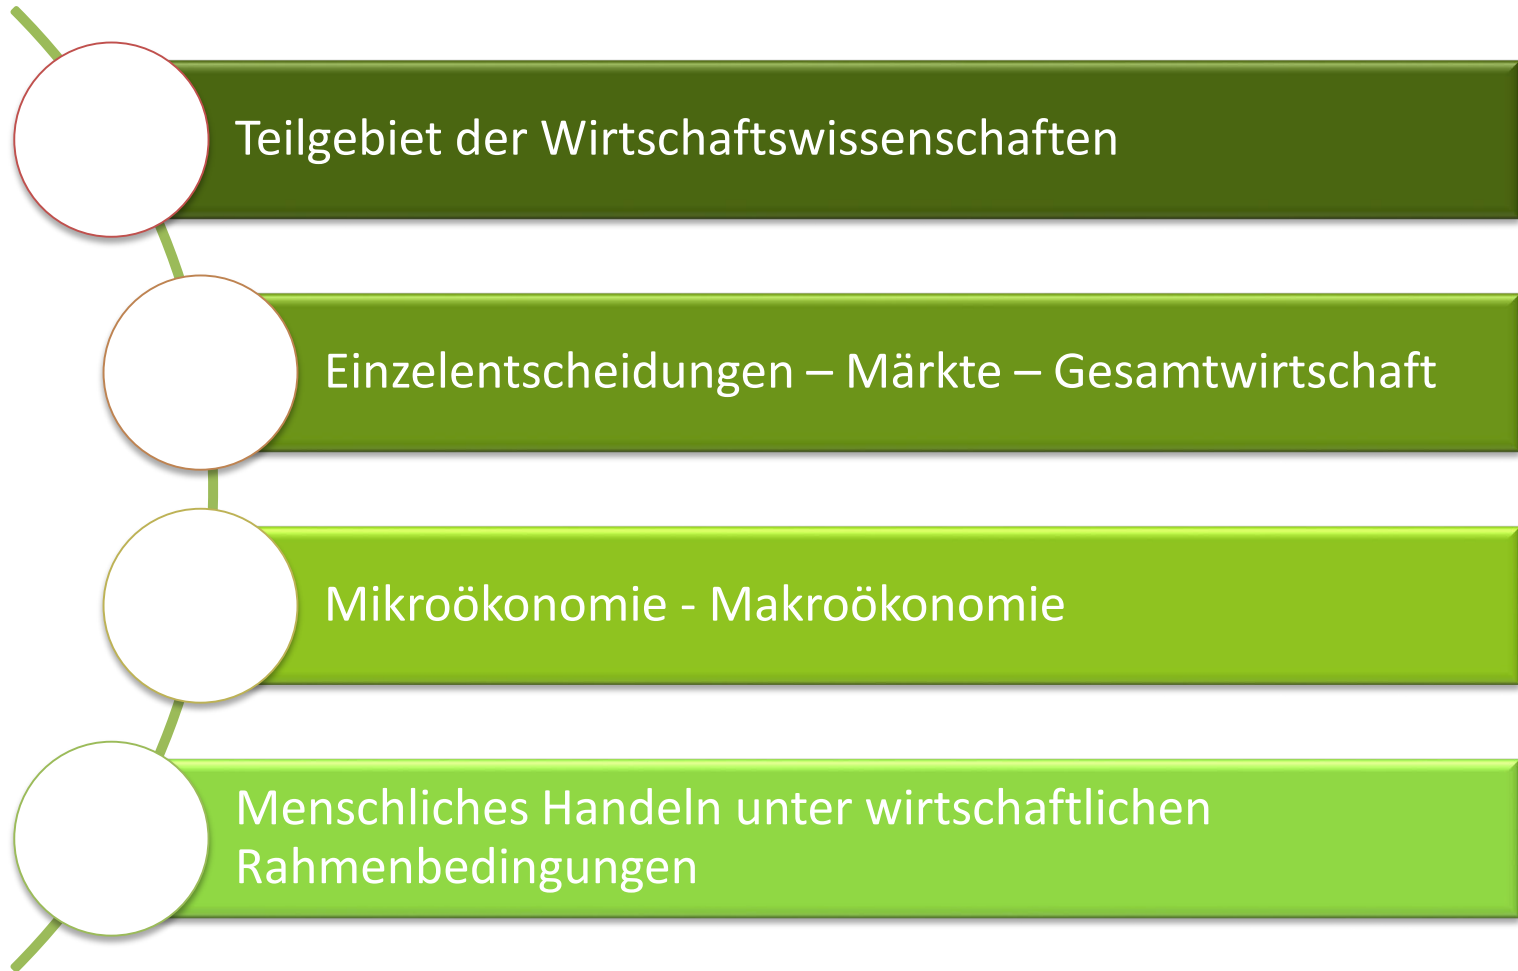 Teilgebiet der Wirtschaftswissenschaften
Einzelentscheidungen – Märkte – Gesamtwirtschaft
Mikroökonomie - Makroökonomie
Menschliches Handeln unter wirtschaftlichen
Rahmenbedingungen